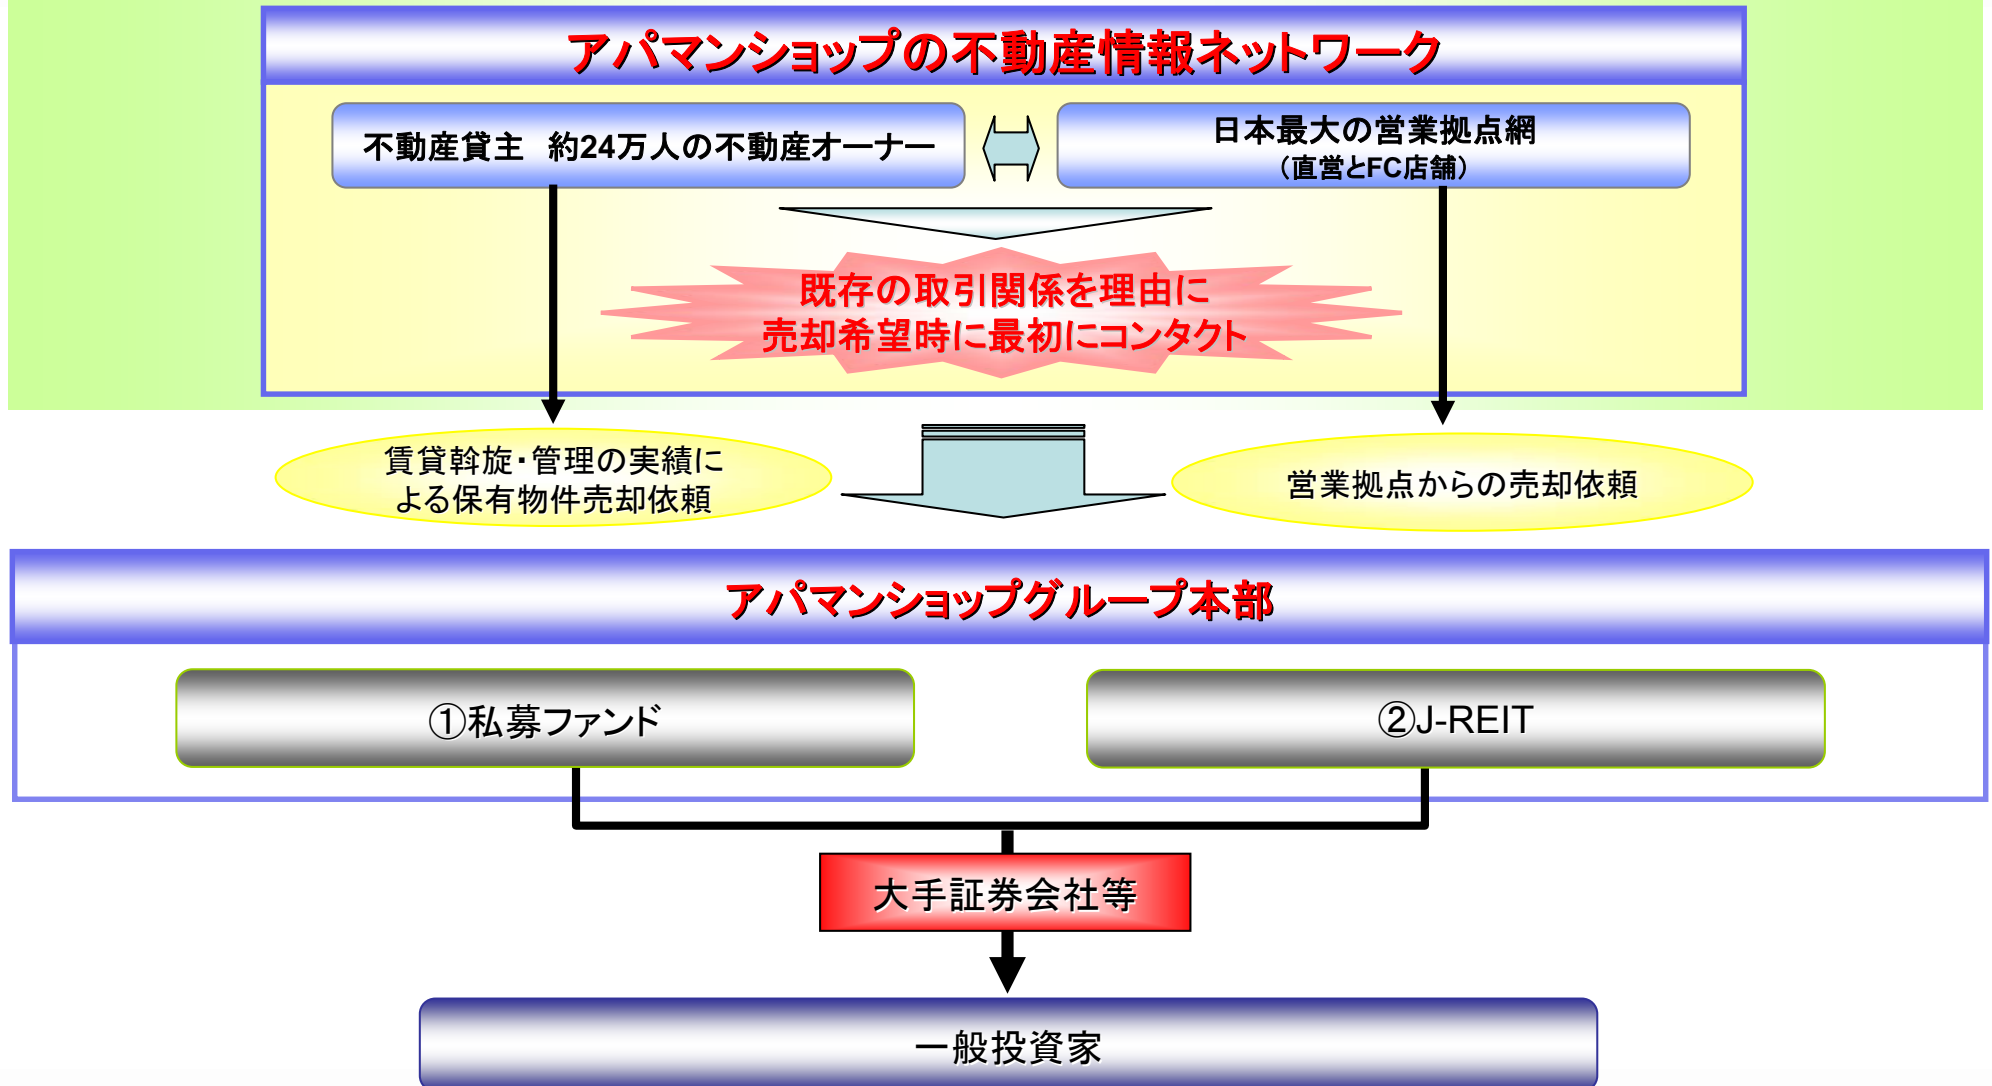 アパマンショップの不動産情報ネットワーク
不動産貸主　約24万人の不動産オーナー
日本最大の営業拠点網
（直営とFC店舗）
既存の取引関係を理由に
売却希望時に最初にコンタクト
賃貸斡旋・管理の実績に
よる保有物件売却依頼
営業拠点からの売却依頼
アパマンショップグループ本部
①私募ファンド
②J-REIT
大手証券会社等
一般投資家